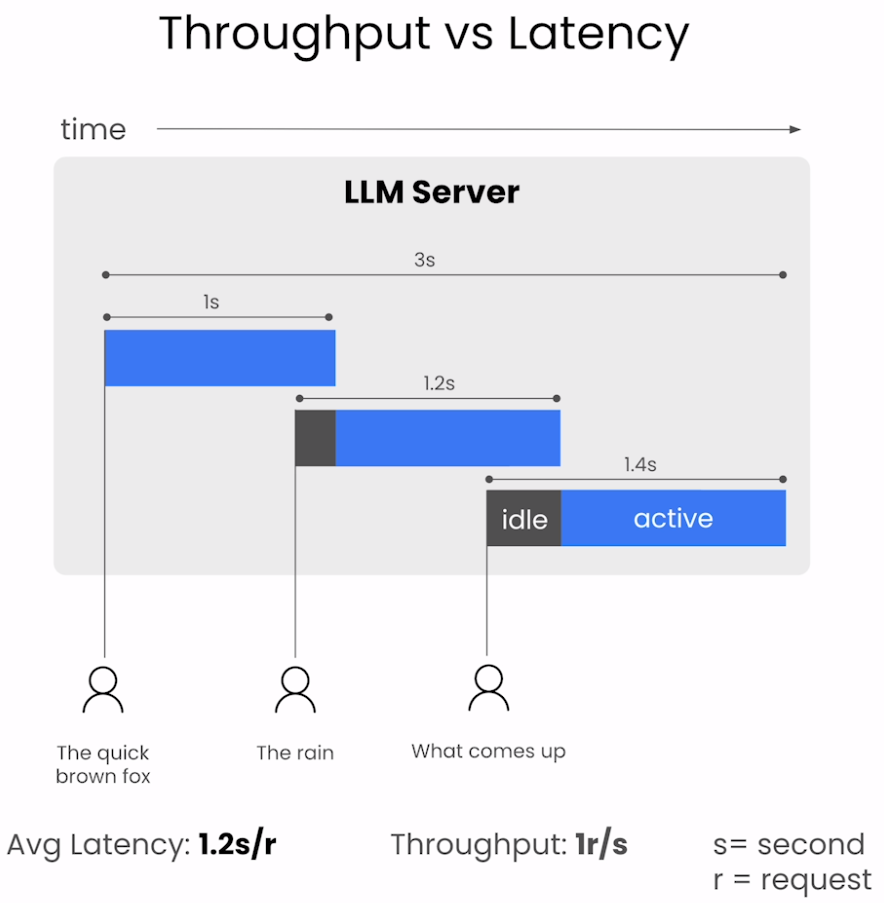 Throughput vs Latency
time
LLM Server
3s
1s
1.2s
1.4s
idle
active
The quick
brown fox
The rain
What comes up
Avg Latency: 1.2s/r
Throughput: 1r/s
s= second
r = request